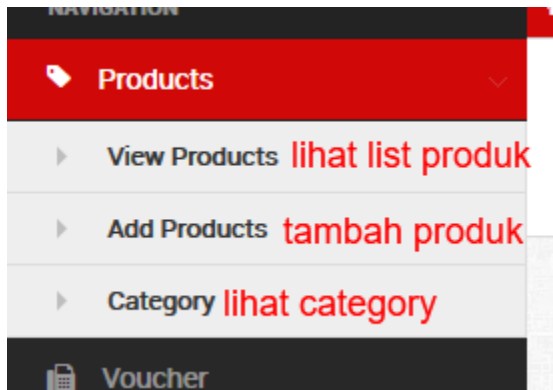 NAVIGATION
Products
View Products lihat list produk
Add Products tambah produk
Category lihat category
Voucher